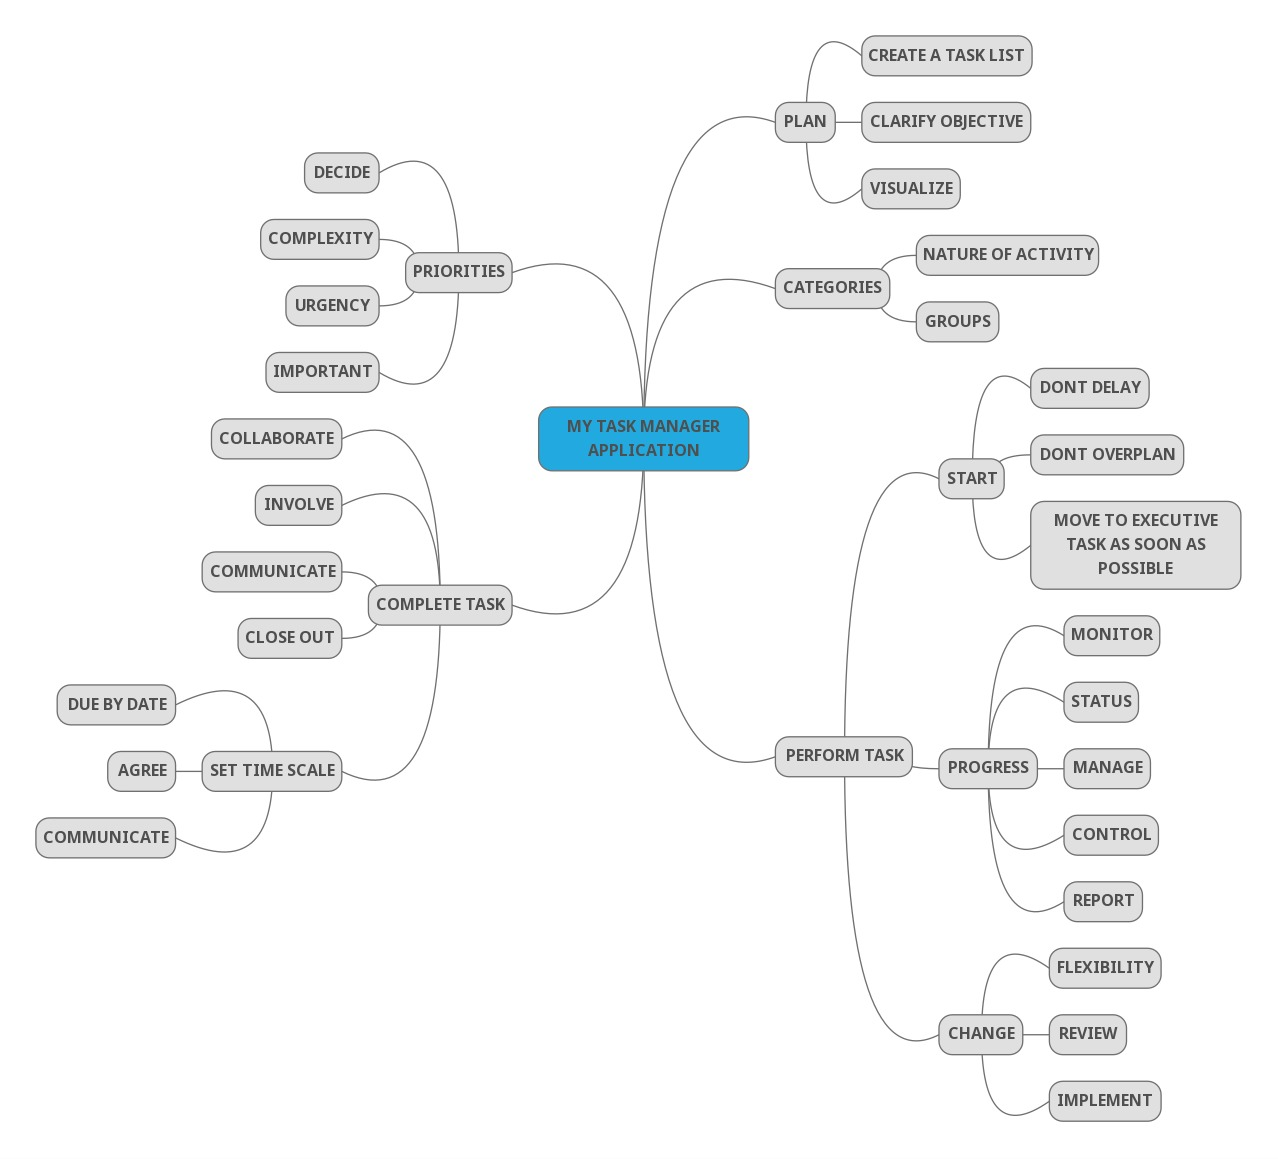 MY TASK MANAGER
APPLICATION
PLAN
CREATE A TASK LIST
CLARIFY OBJECTIVE
VISUALIZE
CATEGORIES
NATURE OF ACTIVITY
GROUPS
PERFORM TASK
START
DONT DELAY
DONT OVERPLAN
MOVE TO EXECUTIVE
TASK AS SOON AS
POSSIBLE
PROGRESS
MONITOR
STATUS
MANAGE
CONTROL
REPORT
CHANGE
FLEXIBILITY
REVIEW
IMPLEMENT
PRIORITIES
DECIDE
COMPLEXITY
URGENCY
IMPORTANT
COMPLETE TASK
COLLABORATE
INVOLVE
COMMUNICATE
CLOSE OUT
SET TIME SCALE
DUE BY DATE
AGREE
COMMUNICATE